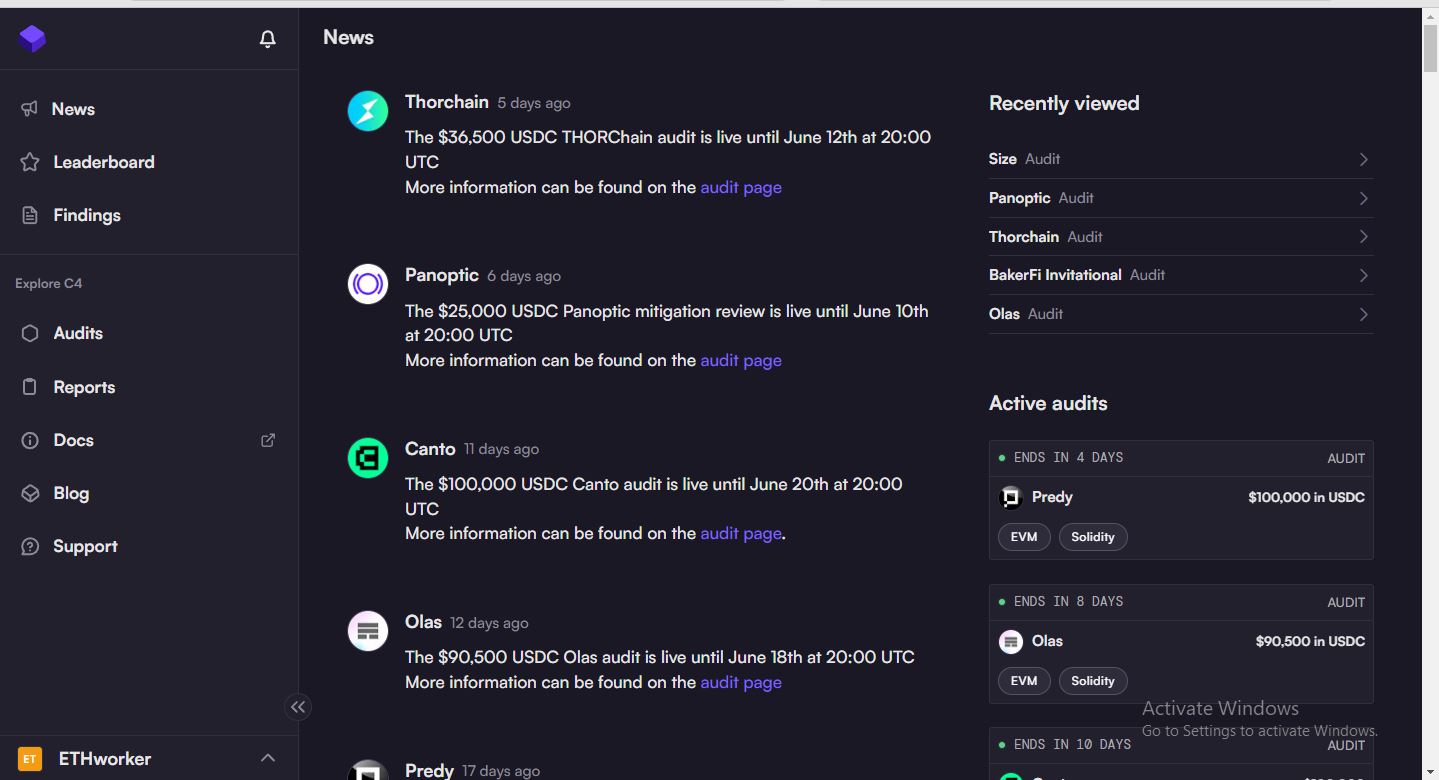 News
Leaderboard
Findings
Explore C4
Audits
Reports
Docs
Blog
Support
ET
ETHworker
News
Thorchain 5 days ago
The $36,500 USDC THORChain audit is live until June 12th at 20:00
UTC
More information can be found on the audit page
Panoptic 6 days ago
The $25,000 USDC Panoptic mitigation review is live until June 10th
at 20:00 UTC
More information can be found on the audit page
Canto 11 days ago
The $100,000 USDC Canto audit is live until June 20th at 20:00
UTC
More information can be found on the audit page.
Olas 12 days ago
The $90,500 USDC Olas audit is live until June 18th at 20:00 UTC
More information can be found on the audit page
Predy 17 days ago
Recently viewed
Size Audit
Panoptic Audit
Thorchain Audit
BakerFi Invitational Audit
Olas Audit
Active audits
ENDS IN 4 DAYS AUDIT
Predy $100,000 in USDC
EVM Solidity
ENDS IN 8 DAYS AUDIT
Olas $90,500 in USDC
EVM Solidity
Activate Windows
Go to Settings to activate Windows.
ENDS IN 10 DAYS AUDIT